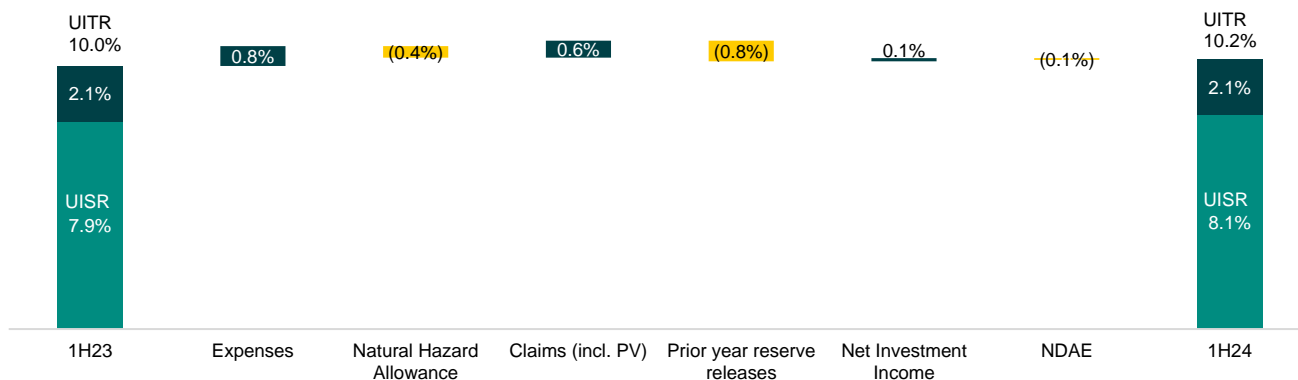 UITR
10.0%
2.1%
UISR
7.9%
0.8%
(0.4%)
0.6%
(0.8%)
0.1%
(0.1%)
UITR
10.2%
2.1%
UISR
8.1%
1H23
Expenses
Natural Hazard
Allowance
Claims (incl. PV)
Prior year reserve
releases
Net Investment
Income
NDAE
1H24